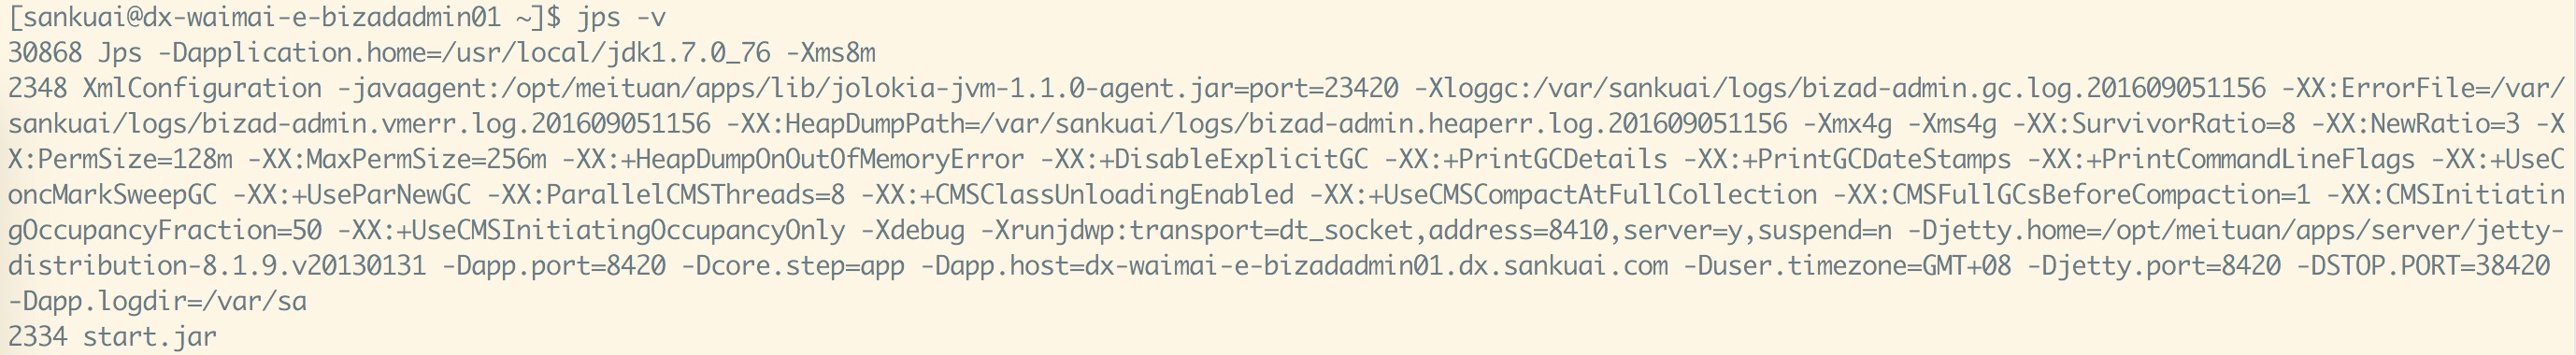 [sankuai@dx-waimai-e-bizadadmin01 ~]$ jps -v
30868 Jps -Dapplication.home=/usr/local/jdk1.7.0_76 -Xms8m
2348 XmlConfiguration -javaagent:/opt/meituan/apps/lib/jolokia-jvm-1.1.0-agent.jar=port=23420 -Xloggc:/var/sankuai/logs/bizad-admin.gc.log.201609051156 -XX:ErrorFile=/var/
sankuai/logs/bizad-admin.vmerr.log.201609051156 -XX:HeapDumpPath=/var/sankuai/logs/bizad-admin.heaperr.log.201609051156 -Xmx4g -Xms4g -XX:SurvivorRatio=8 -XX:NewRatio=3 -X
X:PermSize=128m -XX:MaxPermSize=256m -XX:+HeapDumpOnOutOfMemoryError -XX:+DisableExplicitGC -XX:+PrintGCDetails -XX:+PrintGCDateStamps -XX:+PrintCommandLineFlags -XX:+UseC
oncMarkSweepGC -XX:+UseParNewGC -XX:ParallelCMSThreads=8 -XX:+CMSClassUnloadingEnabled -XX:+UseCMSCompactAtFullCollection -XX:CMSFullGCsBeforeCompaction=1 -XX:CMSInitiatin
gOccupancyFraction=50 -XX:+UseCMSInitiatingOccupancyOnly -Xdebug -Xrunjdwp:transport=dt_socket,address=8410,server=y,suspend=n -Djetty.home=/opt/meituan/apps/server/jetty-
distribution-8.1.9.v20130131 -Dapp.port=8420 -Dcore.step=app -Dapp.host=dx-waimai-e-bizadadmin01.dx.sankuai.com -Duser.timezone=GMT+08 -Djetty.port=8420 -DSTOP.PORT=38420
-Dapp.logdir=/var/sa
2334 start.jar